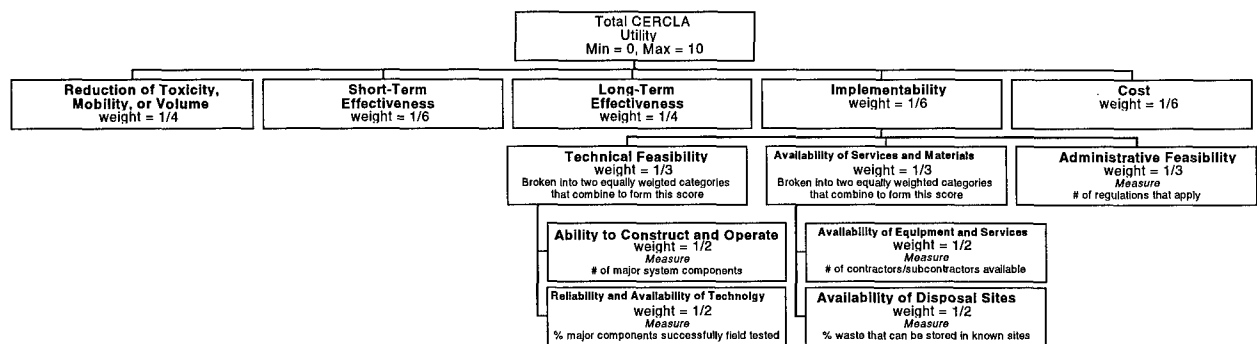 Total CERCLA
Utility
Min = 0, Max = 10
Reduction of Toxicity,
Mobility, or Volume
weight = 1/4
Short-Term
Effectiveness
weight = 1/6
Long-Term
Effectiveness
weight = 1/4
Implementability
weight = 1/6
Cost
weight = 1/6
Technical Feasibility
weight = 1/3
Broken into two equally weighted categories
that combine to form this score
Availability of Services and Materials
weight = 1/3
Broken into two equally weighted categories
that combine to form this score
Administrative Feasibility
weight = 1/3
Measure
# of regulations that apply
Ability to Construct and Operate
weight = 1/2
Measure
# of major system components
Reliability and Availability of Technolgy
weight = 1/2
Measure
% major components successfully field tested
Availability of Equipment and Services
weight = 1/2
Measure
# of contractors/subcontractors available
Availability of Disposal Sites
weight = 1/2
Measure
% waste that can be stored in known sites